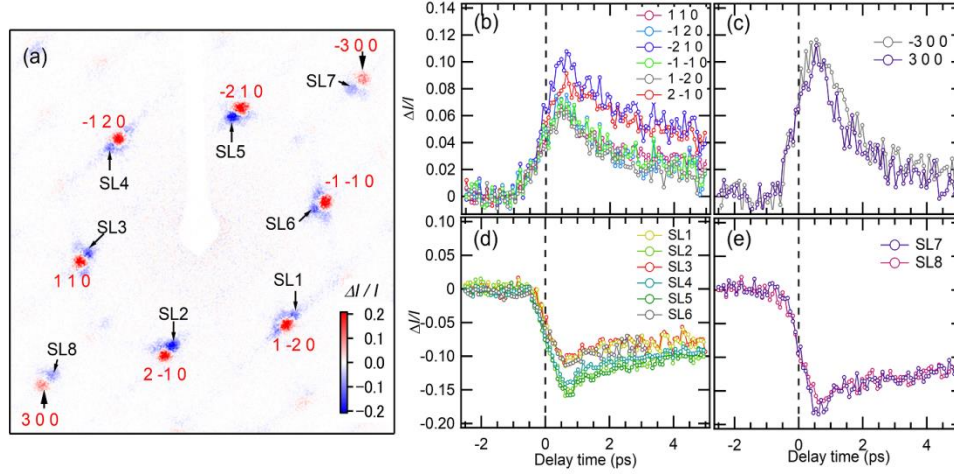 (a)
-3 0 0
SL7
-2 1 0
-1 2 0
SL5
SL4
-1 -1 0
SL6
SL3
1 1 0
SL1
SL2
1 -2 0
2 -1 0
SL8
3 0 0
ΔI / I
0.2
0.1
0.0
-0.1
-0.2
(b)
0.12
0.10
0.08
0.06
0.04
0.02
0
ΔI/I
1 1 0
-1 2 0
-2 1 0
-1 -1 0
1 -2 0
2 -1 0
(c)
-3 0 0
3 0 0
(d)
0.10
0.05
0.00
-0.05
-0.10
-0.15
-0.20
ΔI/I
SL1
SL2
SL3
SL4
SL5
SL6
-2 0 2 4
Delay time (ps)
(e)
SL7
SL8
-2 0 2 4
Delay time (ps)